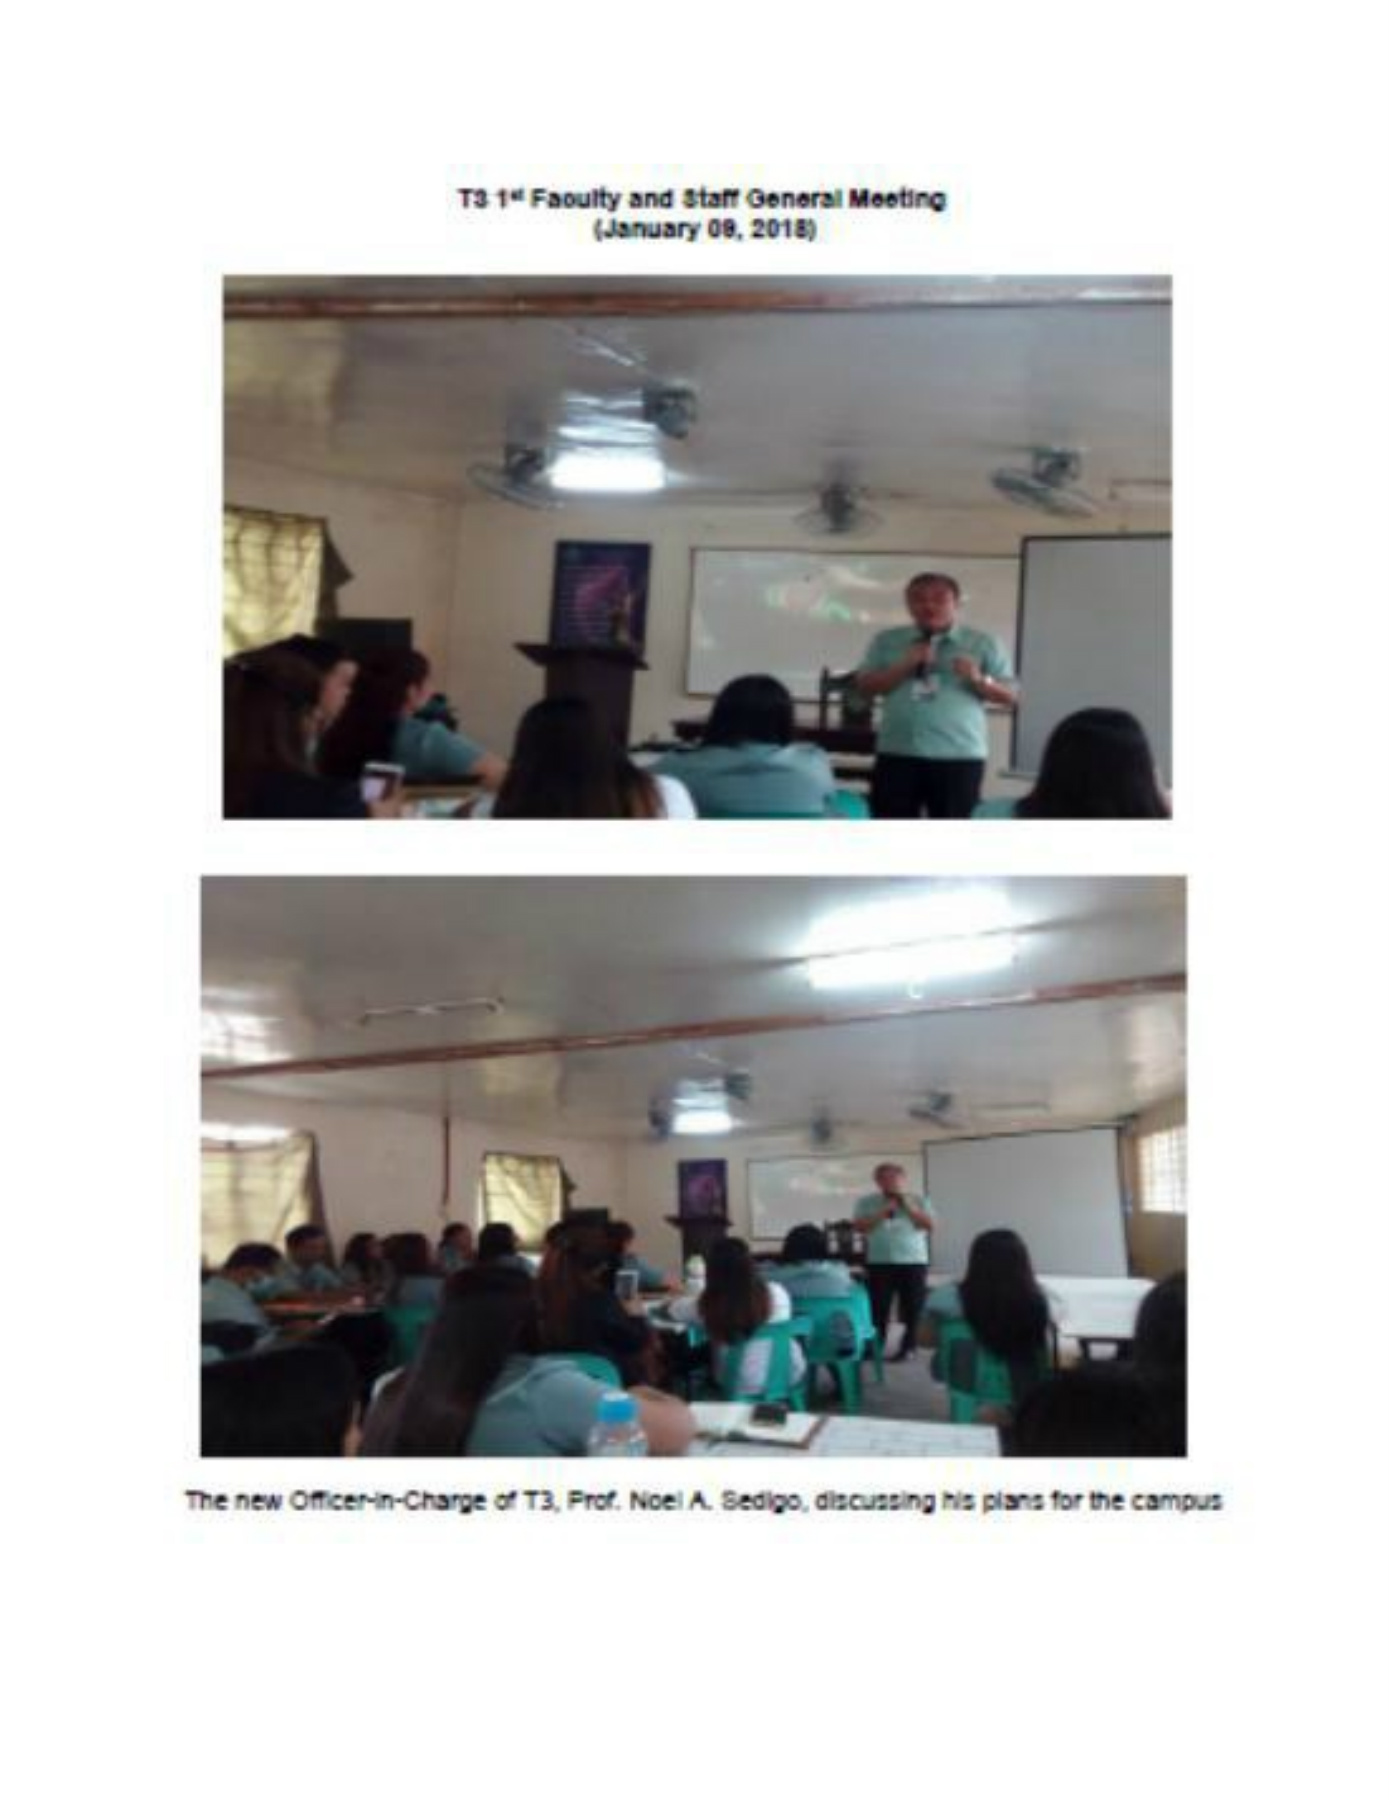 T3 1st Faculty and Staff General Meeting
(January 09, 2018)
The new Officer-in-Charge of T3, Prof. Noel A. Sedigo, discussing his plans for the campus